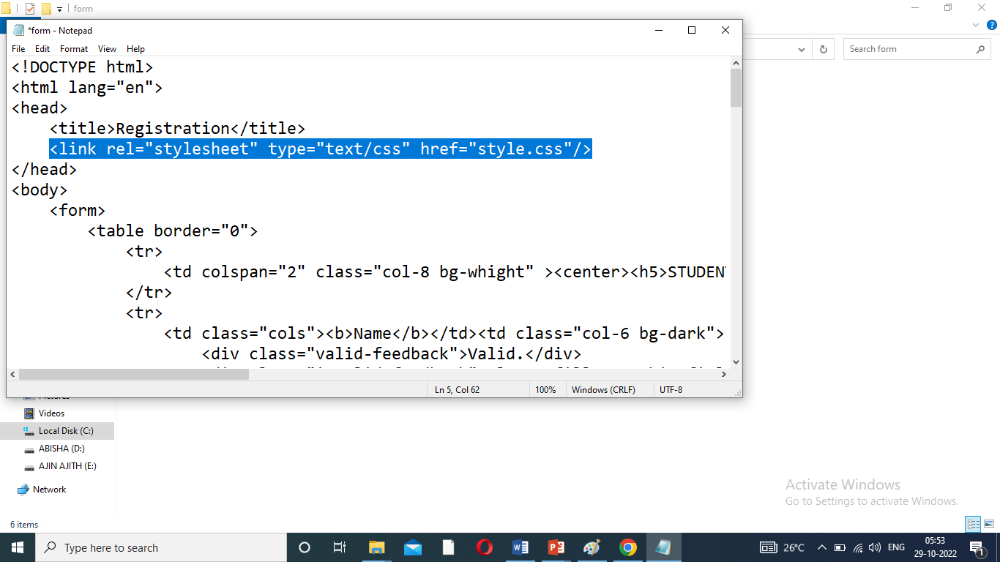 form
*form - Notepad
File Edit Format View Help
Search form
<!DOCTYPE html>
<html lang="en">
<head>
<title>Registration</title>
<link rel="stylesheet" type="text/css" href="style.css"/>
</head>
<body>
<form>
<table border="0">
<tr>
<td colspan="2" class="col-8 bg-whight" ><center><h5>STUDENT
</tr>
<tr>
<td class="cols"><b>Name</b></td><td class="col-6 bg-dark">
<div class="valid-feedback">Valid.</div>
Ln 5, Col 62 100% Windows (CRLF) UTF-8
Videos
Local Disk (C:)
ABISHA (D:)
AJIN AJITH (E:)
Network
6 items
Activate Windows
Go to Settings to activate Windows.
Type here to search
26°C ENG 05:53
29-10-2022
1